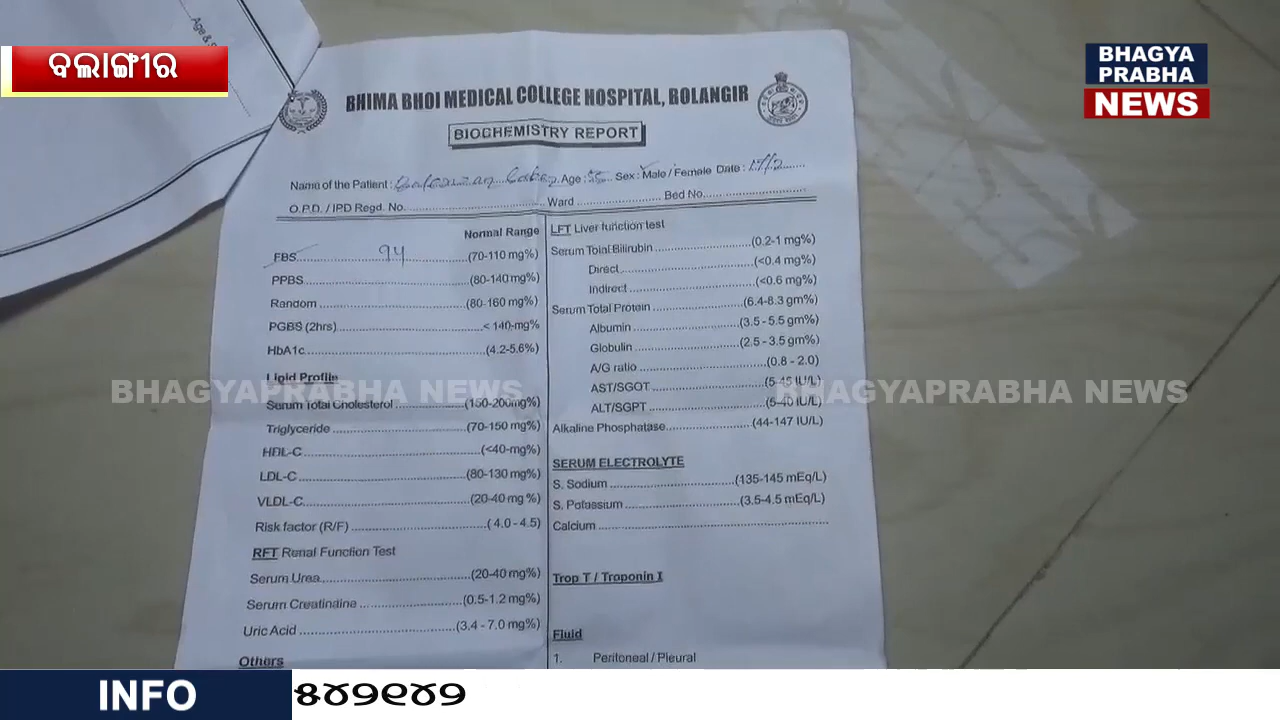 ବଲାଙ୍ଗୀର
BHAGYA
PRABHA
NEWS
Age &
BHIMA BHOI MEDICAL COLLEGE HOSPITAL, BOLANGIR
BIOCHEMISTRY REPORT
Name of the Patient : Age : 55 Sex : Male / Female Date : 17/2
O.P.D. / IPD Regd. No. Ward Bed No.
Normal Range
FBS 94 (70-110 mg%)
PPBS (80-140 mg%)
Random (80-160 mg%)
PGBS (2hrs) < 140-mg%
HbA1c (4.2-5.6%)
Lipid Profile
Serum Total Cholesterol (150-200mg%)
Triglyceride (70-150 mg%)
HDL-C (<40-mg%)
LDL-C (80-130 mg%)
VLDL-C (20-40 mg %)
Risk factor (R/F) ( 4.0 - 4.5)
RFT Renal Function Test
Serum Urea (20-40 mg%)
Serum Creatindine (0.5-1.2 mg%)
Uric Acid (3.4 - 7.0 mg%)
Others
LFT Liver function test
Serum Total Bilirubin (0.2-1 mg%)
Direct (<0.4 mg%)
Indirect (<0.6 mg%)
Serum Total Protein (6.4-8.3 gm%)
Albumin (3.5 - 5.5 gm%)
Globulin (2.5 - 3.5 gm%)
A/G ratio (0.8 - 2.0)
AST/SGOT (5-45 IU/L)
ALT/SGPT (5-40 IU/L)
Alkaline Phosphatase (44-147 IU/L)
SERUM ELECTROLYTE
S. Sodium (135-145 mEq/L)
S. Potassium (3.5-4.5 mEq/L)
Calcium
Trop T / Troponin I
Fluid
1. Peritoneal / Pleural
BHAGYAPRABHA NEWS BHAGYAPRABHA NEWS
INFO ୫୪୨୧୪୨